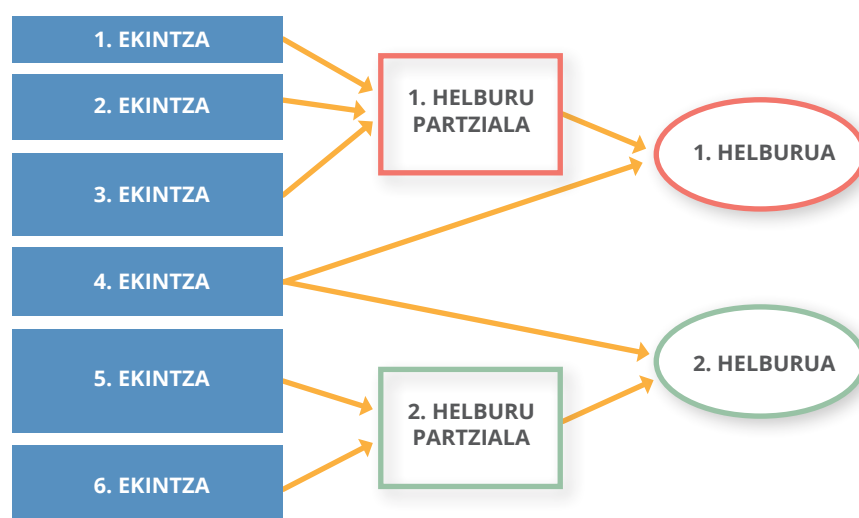 1. EKINTZA
2. EKINTZA
3. EKINTZA
4. EKINTZA
5. EKINTZA
6. EKINTZA
1. HELBURU
PARTZIALA
2. HELBURU
PARTZIALA
1. HELBURUA
2. HELBURUA